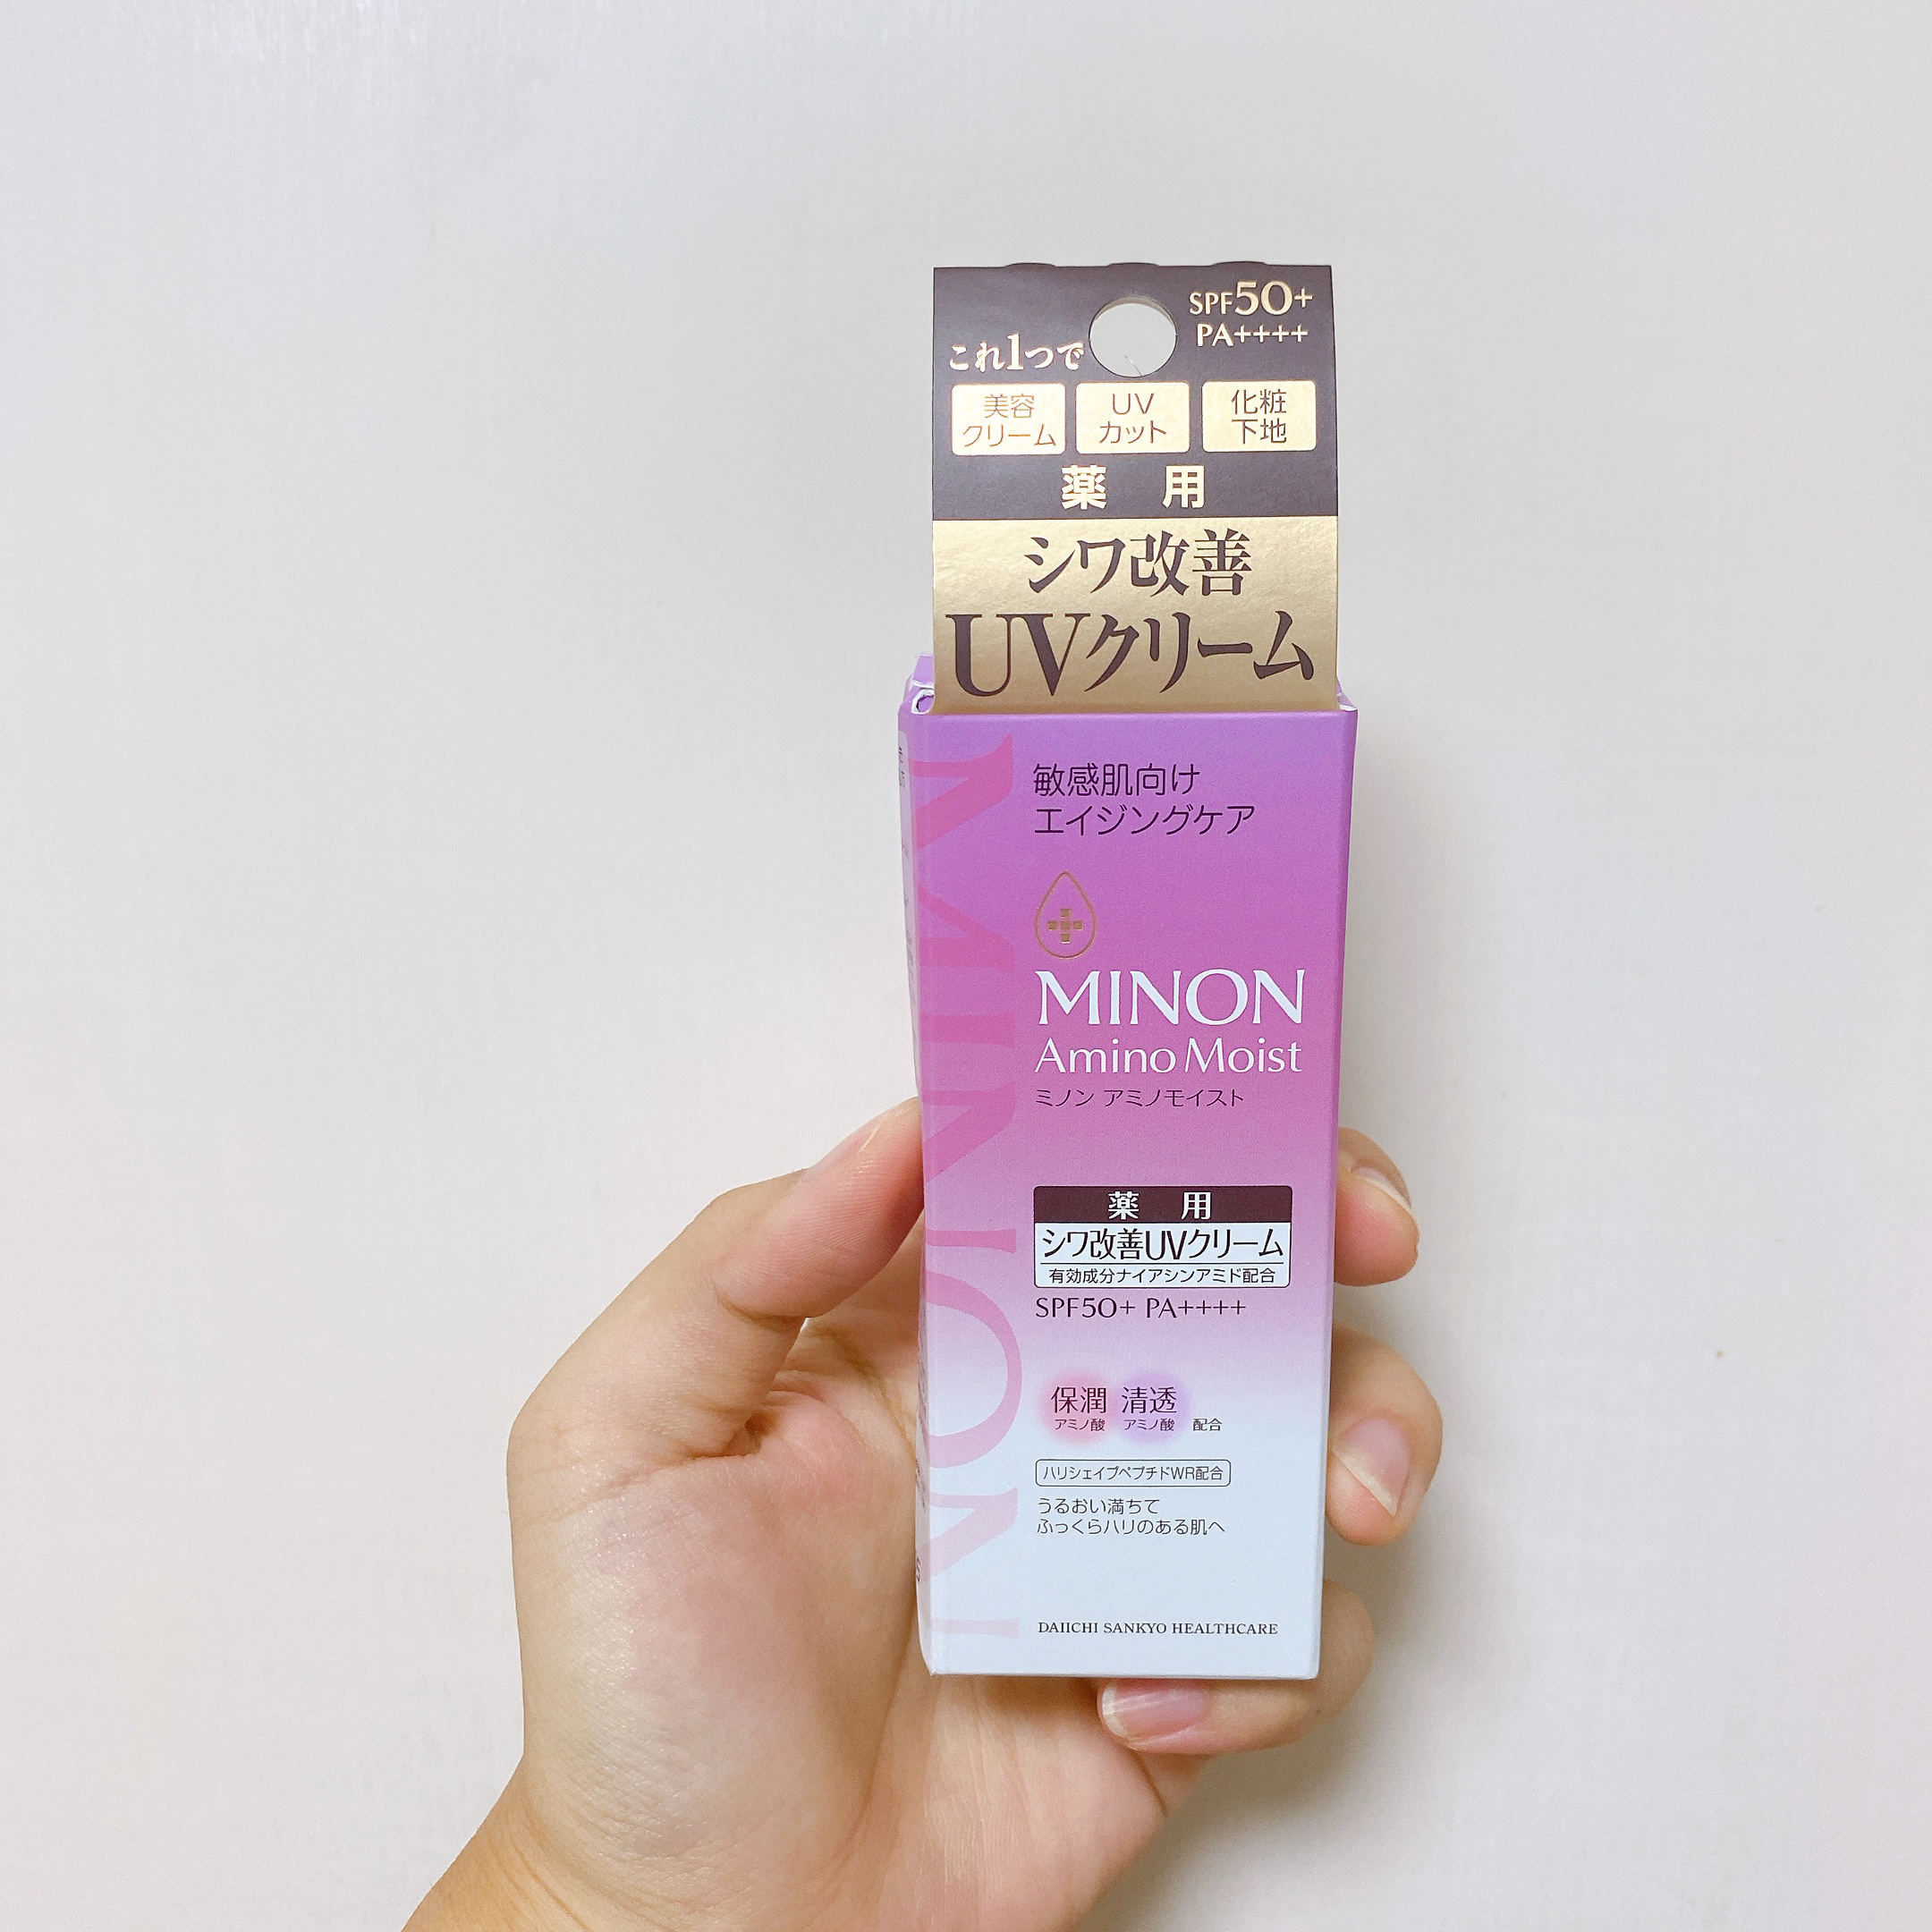 SPF50+
PA++++
これ1つで
美容
クリーム
UV
カット
化粧
下地
薬用
シワ改善
UVクリーム
敏感肌向け
エイジングケア
MINON
MINON
Amino Moist
ミノン アミノモイスト
薬用
シワ改善UVクリーム
有効成分ナイアシンアミド配合
SPF50+ PA++++
保潤 清透
アミノ酸 アミノ酸 配合
ハリシェイプペプチドWR配合
うるおい満ちて
ふっくらハリのある肌へ
DAIICHI SANKYO HEALTHCARE